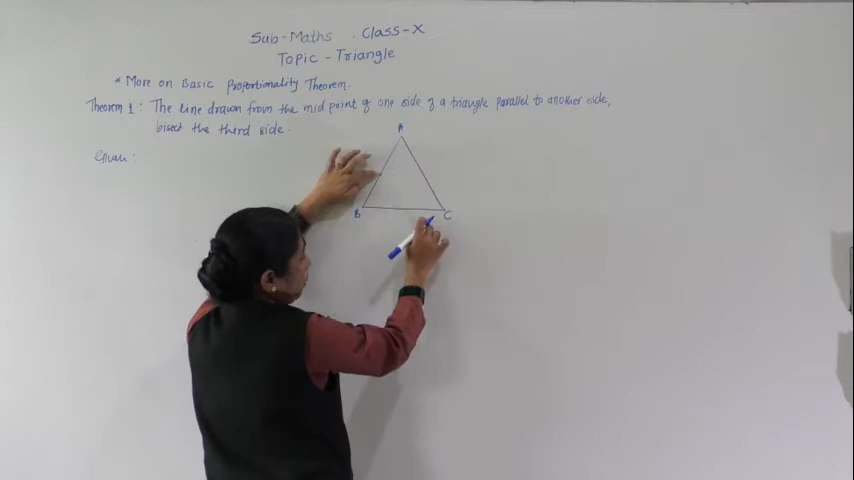 Sub-Maths . Class-X
Topic - Triangle
* More on Basic Proportionality Theorem.
Theorem 1: The line drawn from the mid point of one side of a triangle parallel to another side,
bisect the third side.
Given:
A
B
C